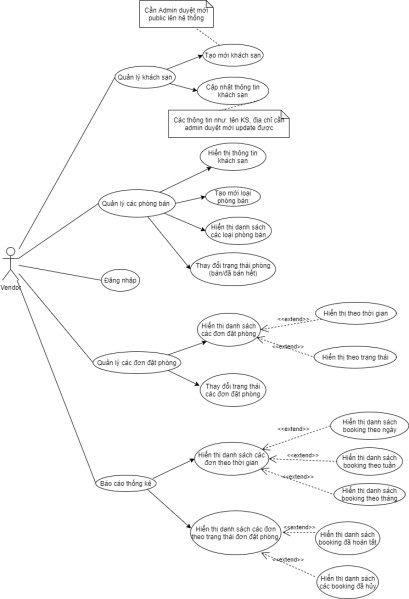 Cần Admin duyệt mới
public lên hệ thống
Tạo mới khách sạn
Quản lý khách sạn
Cập nhật thông tin
khách sạn
Các thông tin như: tên KS, địa chỉ cần
admin duyệt mới update được
Hiển thị thông tin
khách sạn
Tạo mới loại
phòng bán
Quản lý các phòng bán
Hiển thị danh sách
các loại phòng bán
Thay đổi trạng thái phòng
(bán/đã bán hết)
Vendor
Đăng nhập
Hiển thị danh sách
các đơn đặt phòng
<<extend>>
Hiển thị theo thời gian
<<extend>>
Hiển thị theo trạng thái
Quản lý các đơn đặt phòng
Thay đổi trạng thái
các đơn đặt phòng
Hiển thị danh sách
booking theo ngày
<<extend>>
Hiển thị danh sách các
đơn theo thời gian
<<extend>>
Hiển thị danh sách
booking theo tuần
<<extend>>
Hiển thị danh sách
booking theo tháng
Báo cáo thống kê
Hiển thị danh sách các đơn
theo trạng thái đơn đặt phòng
<<extend>>
Hiển thị danh sách
booking đã hoàn tất
<<extend>>
Hiển thị danh sách
các booking đã hủy